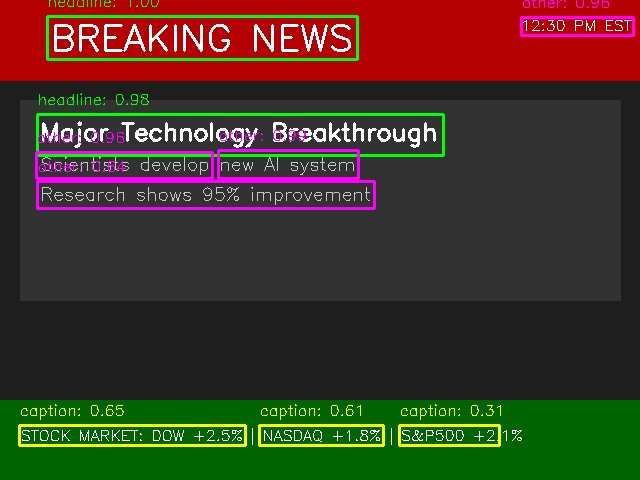 headline: 1.00
other: 0.96
BREAKING NEWS
12:30 PM EST
headline: 0.98
Major Technology Breakthrough
Scientists develop new AI system
Research shows 95% improvement
caption: 0.65 caption: 0.61 caption: 0.31
STOCK MARKET: DOW +2.5% | NASDAQ +1.8% | S&P500 +2.1%